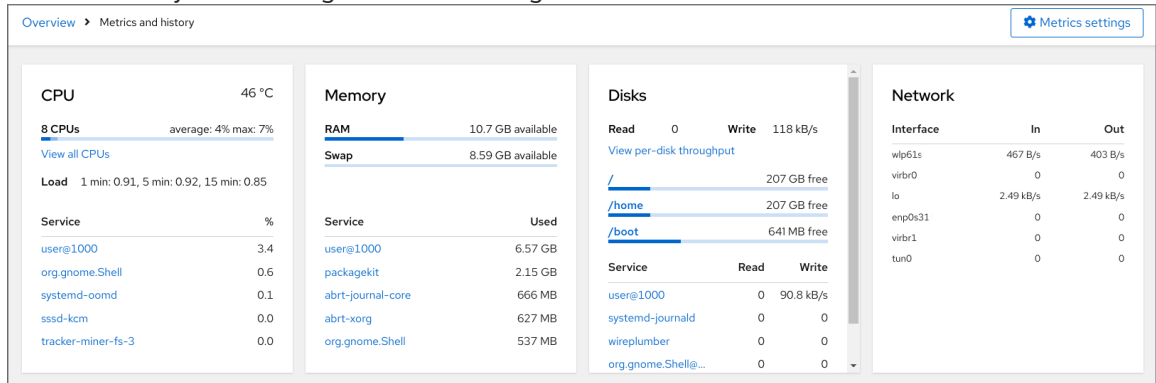 Overview > Metrics and history
Metrics settings
CPU 46 °C
8 CPUs average: 4% max: 7%
View all CPUs
Load 1 min: 0.91, 5 min: 0.92, 15 min: 0.85
Service %
user@1000 3.4
org.gnome.Shell 0.6
systemd-oomd 0.1
sssd-kcm 0.0
tracker-miner-fs-3 0.0
Memory
RAM 10.7 GB available
Swap 8.59 GB available
Service Used
user@1000 6.57 GB
packagekit 2.15 GB
abrt-journal-core 666 MB
abrt-xorg 627 MB
org.gnome.Shell 537 MB
Disks
Read 0 Write 118 kB/s
View per-disk throughput
/ 207 GB free
/home 207 GB free
/boot 641 MB free
Service Read Write
user@1000 0 90.8 kB/s
systemd-journald 0 0
wireplumber 0 0
org.gnome.Shell@... 0 0
Network
Interface In Out
wlp61s 467 B/s 403 B/s
virbr0 0 0
lo 2.49 kB/s 2.49 kB/s
enp0s31 0 0
virbr1 0 0
tun0 0 0